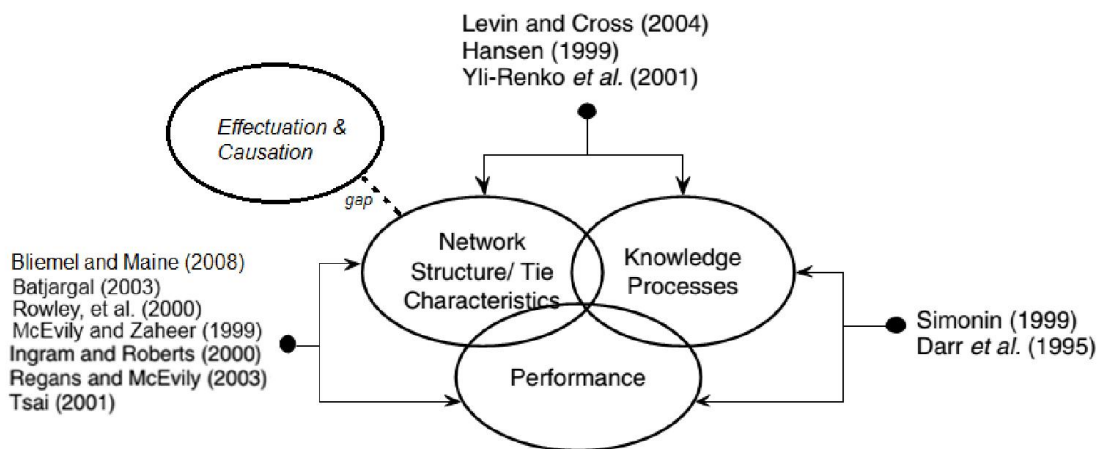 Levin and Cross (2004)
Hansen (1999)
Yli-Renko et al. (2001)
Effectuation &
Causation
gap
Network
Structure/ Tie
Characteristics
Knowledge
Processes
Bliemel and Maine (2008)
Batjargal (2003)
Rowley, et al. (2000)
McEvily and Zaheer (1999)
Ingram and Roberts (2000)
Regans and McEvily (2003)
Tsai (2001)
Performance
Simonin (1999)
Darr et al. (1995)